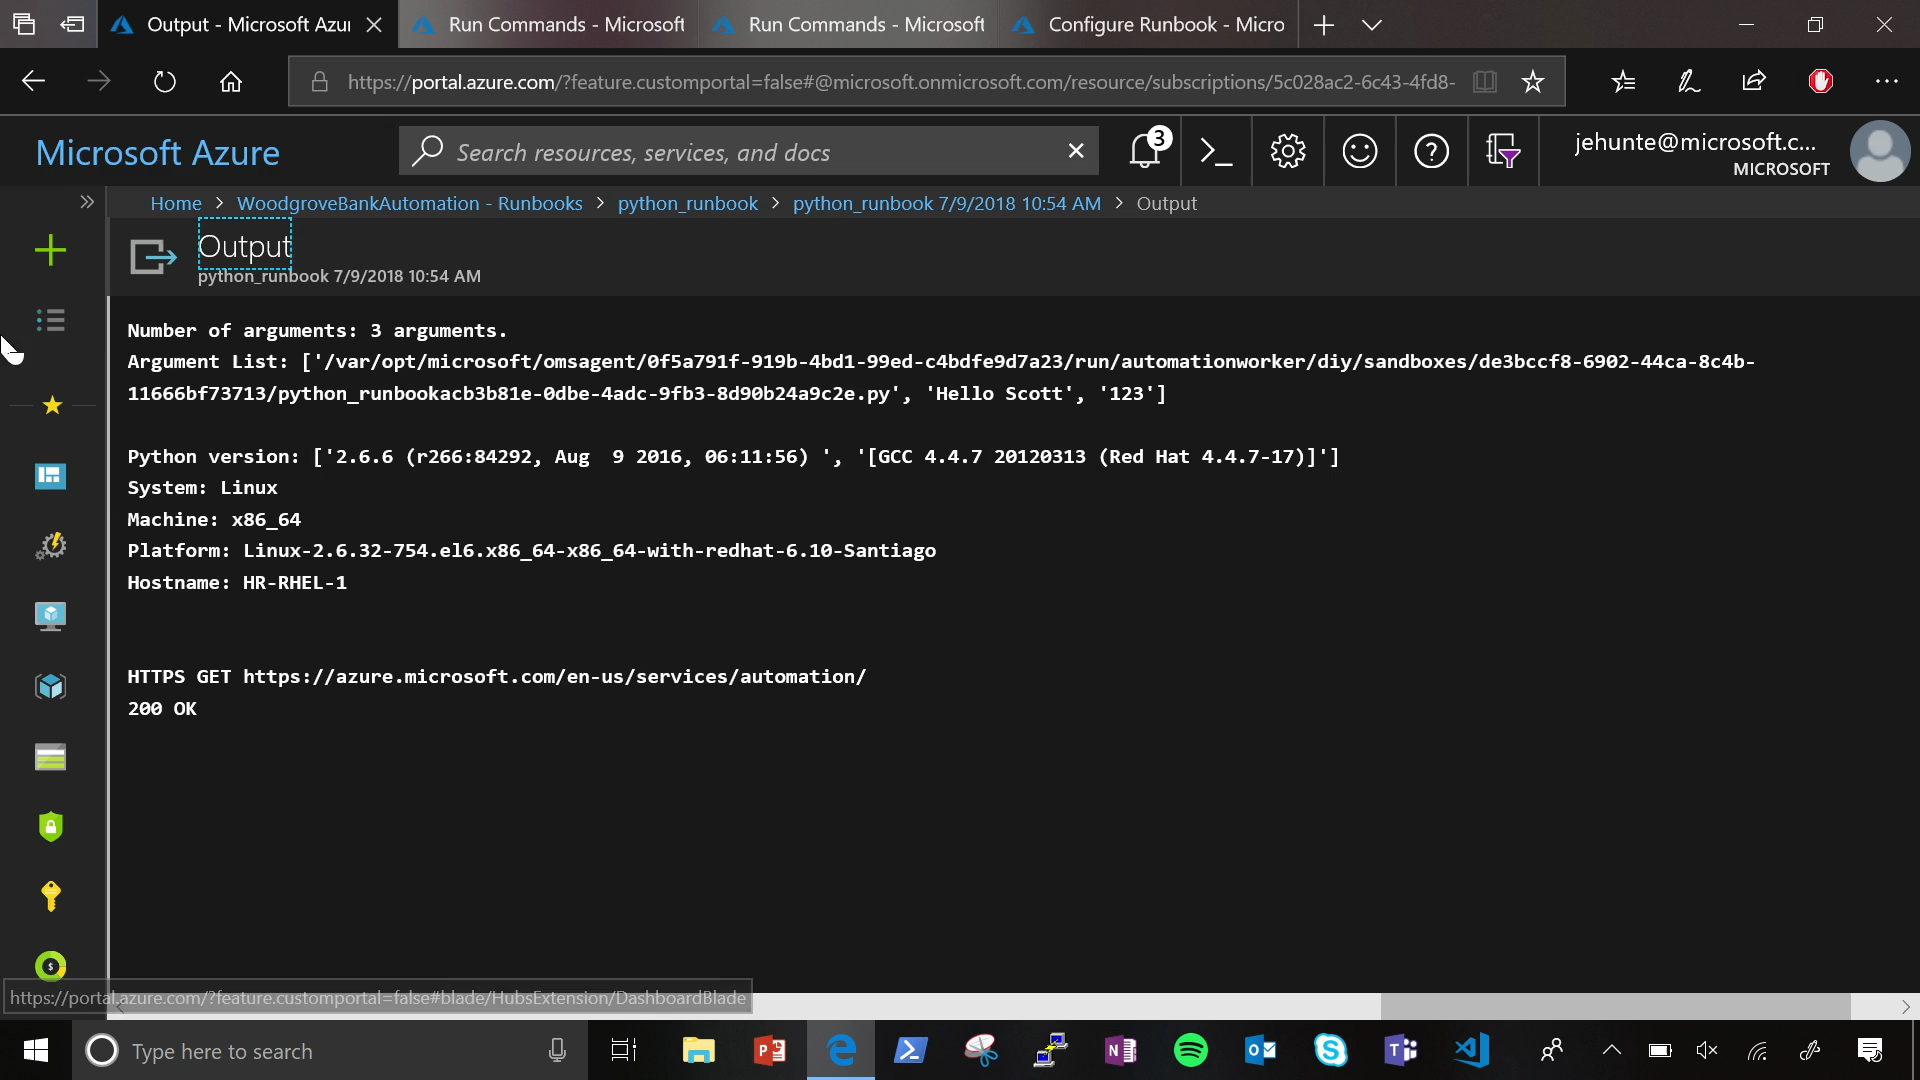 Output - Microsoft Azu
Run Commands - Microsoft
Run Commands - Microsoft
Configure Runbook - Micro
https://portal.azure.com/?feature.customportal=false#@microsoft.onmicrosoft.com/resource/subscriptions/5c028ac2-6c43-4fd8-
Microsoft Azure
Search resources, services, and docs
3
jehunte@microsoft.c...
MICROSOFT
Home > WoodgroveBankAutomation - Runbooks > python_runbook > python_runbook 7/9/2018 10:54 AM > Output
Output
python_runbook 7/9/2018 10:54 AM
Number of arguments: 3 arguments.
Argument List: ['/var/opt/microsoft/omsagent/0f5a791f-919b-4bd1-99ed-c4bdfe9d7a23/run/automationworker/diy/sandboxes/de3bccf8-6902-44ca-8c4b-
11666bf73713/python_runbookacb3b81e-0dbe-4adc-9fb3-8d90b24a9c2e.py', 'Hello Scott', '123']
Python version: ['2.6.6 (r266:84292, Aug  9 2016, 06:11:56) ', '[GCC 4.4.7 20120313 (Red Hat 4.4.7-17)]']
System: Linux
Machine: x86_64
Platform: Linux-2.6.32-754.el6.x86_64-x86_64-with-redhat-6.10-Santiago
Hostname: HR-RHEL-1
HTTPS GET https://azure.microsoft.com/en-us/services/automation/
200 OK
https://portal.azure.com/?feature.customportal=false#blade/HubsExtension/DashboardBlade
Type here to search